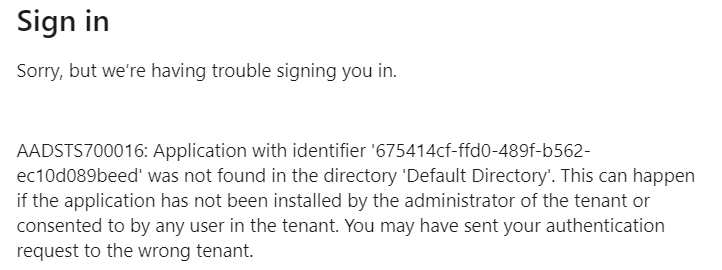 Sign in
Sorry, but we’re having trouble signing you in.
AADSTS700016: Application with identifier '675414cf-ffd0-489f-b562-
ec10d089beed' was not found in the directory 'Default Directory'. This can happen
if the application has not been installed by the administrator of the tenant or
consented to by any user in the tenant. You may have sent your authentication
request to the wrong tenant.